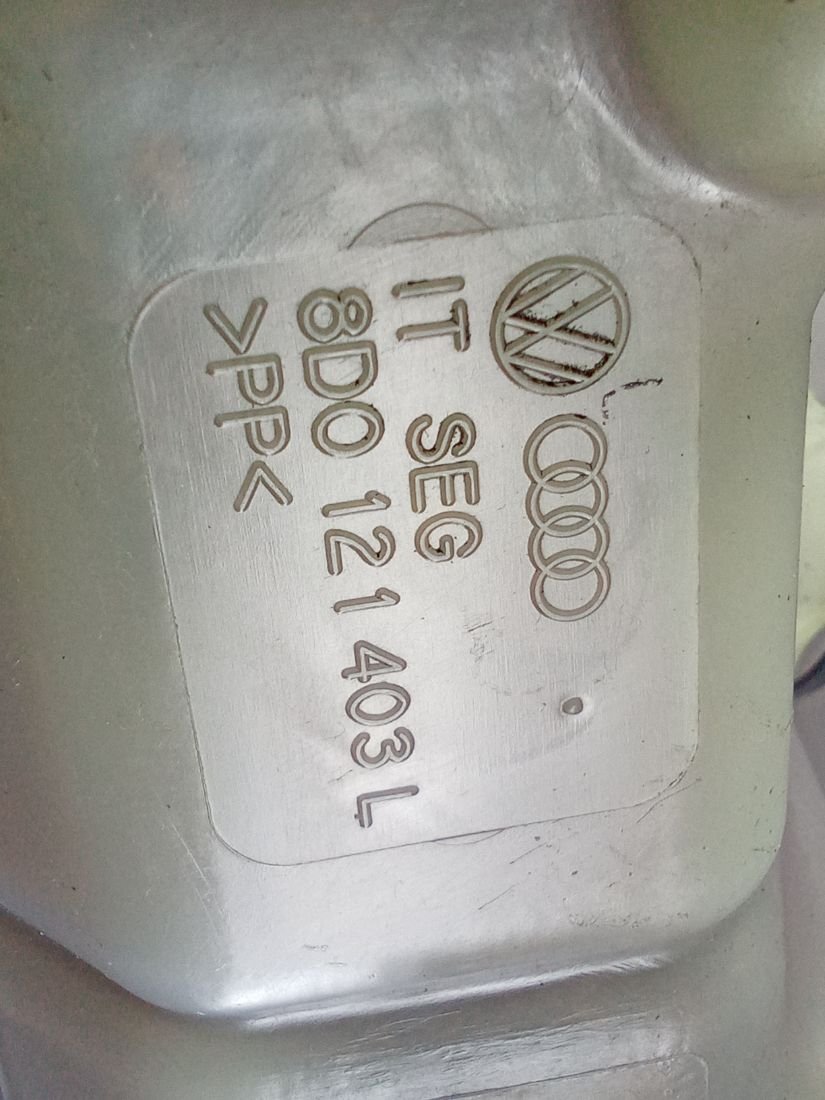 IT SEG
8D0 121 403 L
>PP<